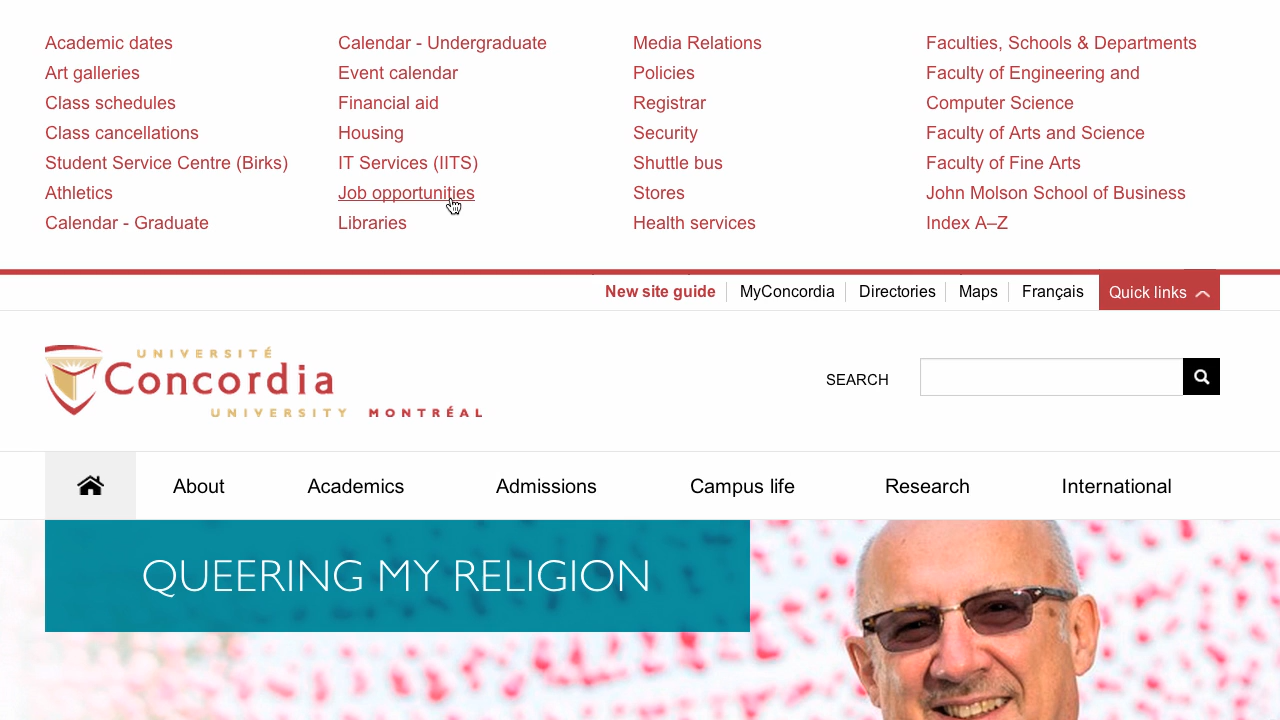 Academic dates
Art galleries
Class schedules
Class cancellations
Student Service Centre (Birks)
Athletics
Calendar - Graduate
Calendar - Undergraduate
Event calendar
Financial aid
Housing
IT Services (IITS)
Job opportunities
Libraries
Media Relations
Policies
Registrar
Security
Shuttle bus
Stores
Health services
Faculties, Schools & Departments
Faculty of Engineering and
Computer Science
Faculty of Arts and Science
Faculty of Fine Arts
John Molson School of Business
Index A–Z
New site guide MyConcordia Directories Maps Français Quick links
UNIVERSITÉ
Concordia
UNIVERSITY MONTRÉAL
SEARCH
About Academics Admissions Campus life Research International
QUEERING MY RELIGION